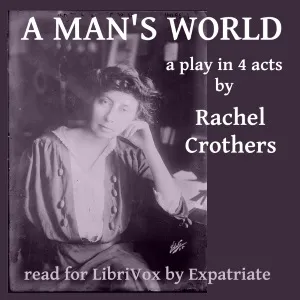 A MAN'S WORLD
a play in 4 acts
by
Rachel
Crothers
read for LibriVox by Expatriate